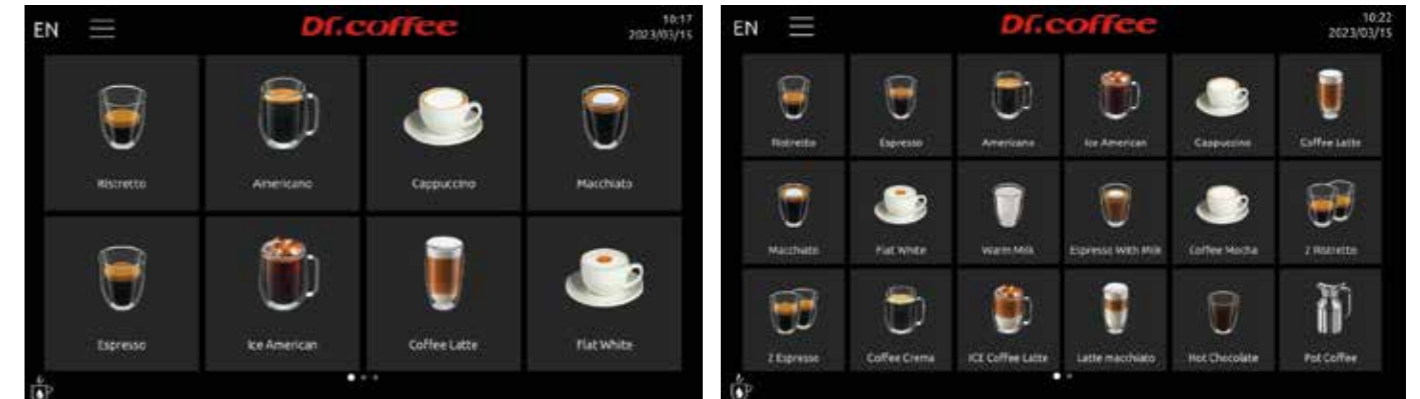 EN
Dr.coffee
10:17
2023/03/15
Ristretto
Americano
Cappuccino
Macchiato
Espresso
Ice American
Coffee Latte
Flat White
EN
Dr.coffee
10:22
2023/03/15
Ristretto
Espresso
Americano
Ice American
Cappuccino
Coffee Latte
Macchiato
Flat White
Warm Milk
Espresso With Milk
Coffee Mocha
2 Ristretto
2 Espresso
Coffee Crema
ICE Coffee Latte
Latte macchiato
Hot Chocolate
Pot Coffee